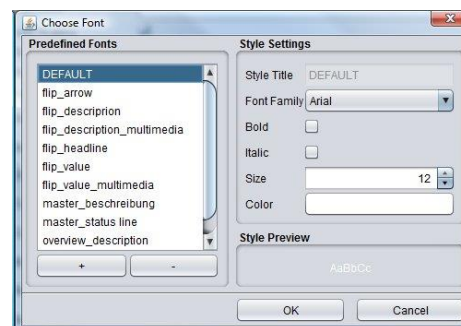 Choose Font
Predefined Fonts
DEFAULT
flip_arrow
flip_descriprion
flip_description_multimedia
flip_headline
flip_value
flip_value_multimedia
master_beschreibung
master_status line
overview_description
+
-
Style Settings
Style Title DEFAULT
Font Family Arial
Bold
Italic
Size 12
Color
Style Preview
AaBbCc
OK
Cancel